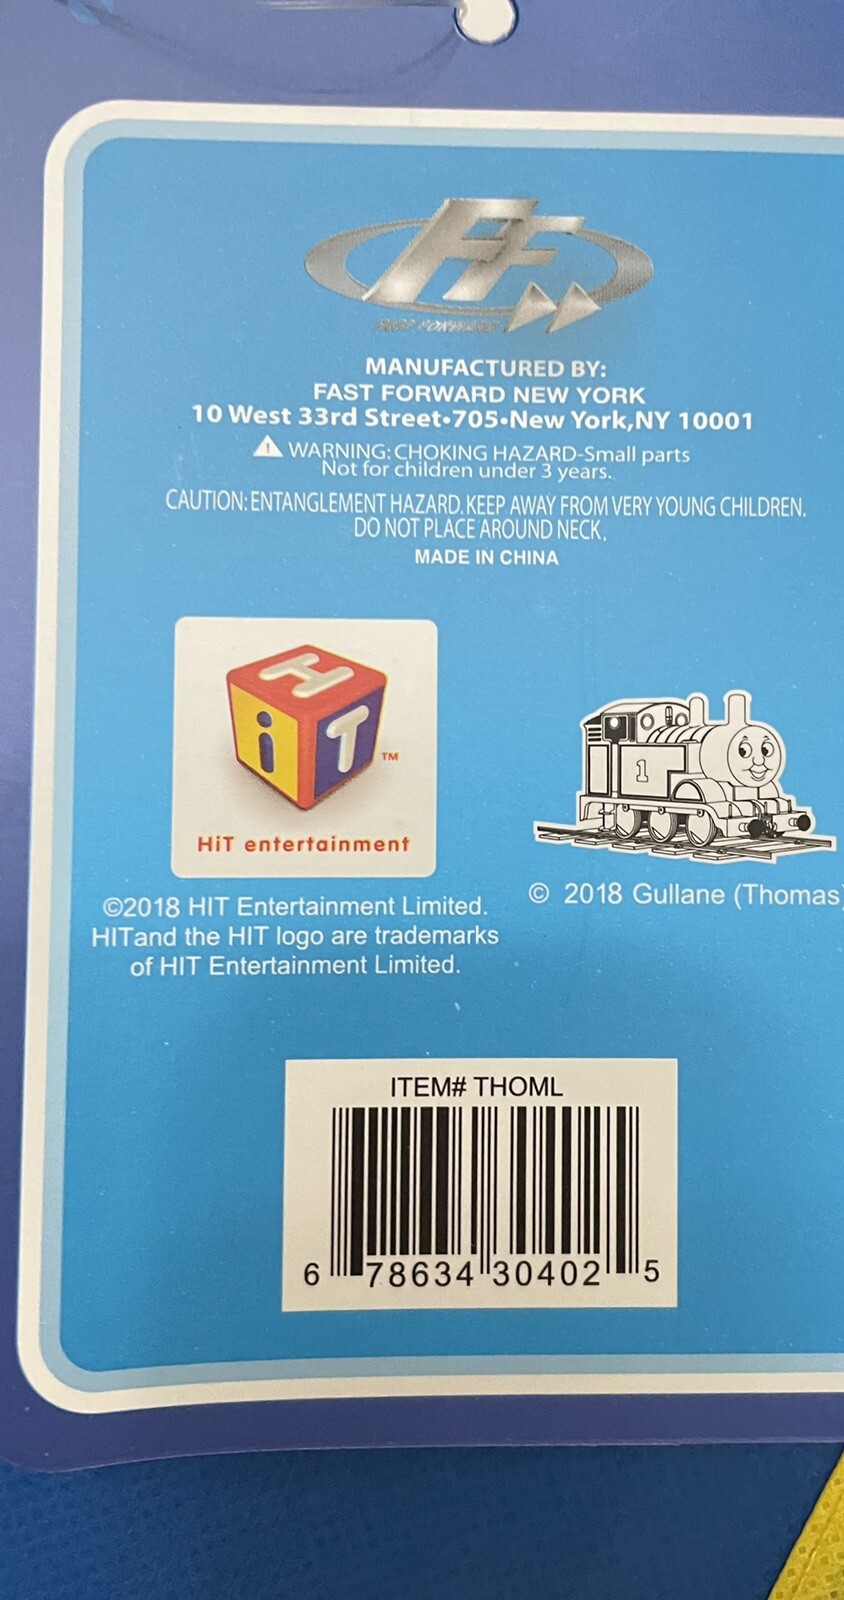 FF
FAST FORWARD
MANUFACTURED BY:
FAST FORWARD NEW YORK
10 West 33rd Street•705•New York,NY 10001
WARNING: CHOKING HAZARD-Small parts
Not for children under 3 years.
CAUTION: ENTANGLEMENT HAZARD. KEEP AWAY FROM VERY YOUNG CHILDREN.
DO NOT PLACE AROUND NECK.
MADE IN CHINA
H
i T ™
HiT entertainment
1
©2018 HIT Entertainment Limited.
HITand the HIT logo are trademarks
of HIT Entertainment Limited.
© 2018 Gullane (Thomas)
ITEM# THOML
6 78634 30402 5